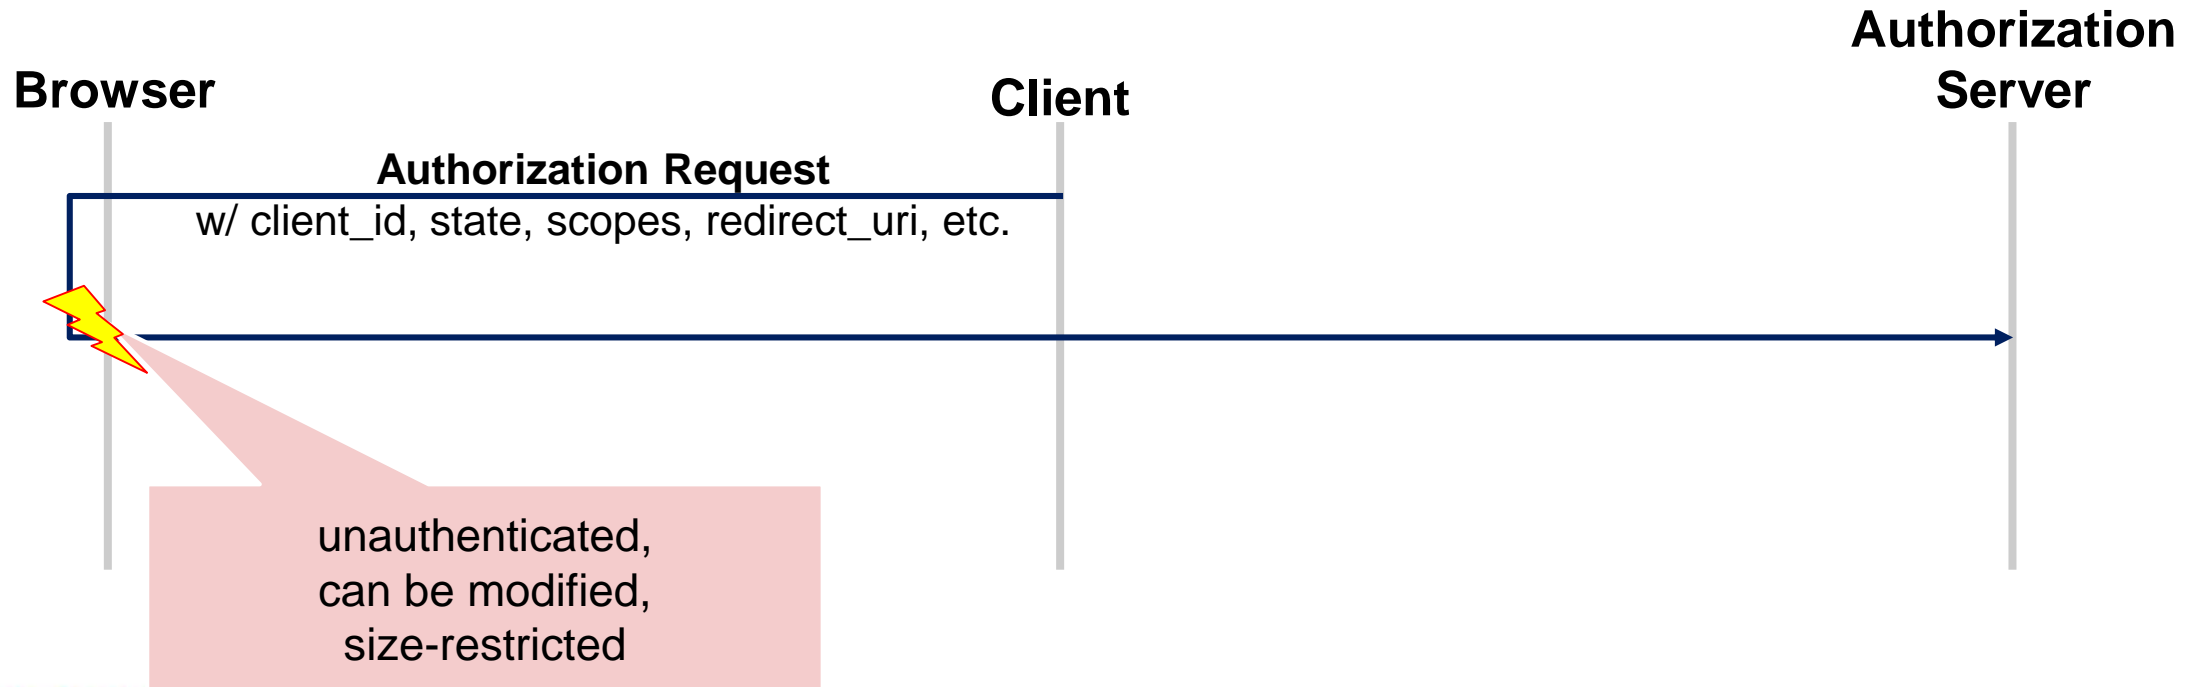 Browser
Client
Authorization
Server
Authorization Request
w/ client_id, state, scopes, redirect_uri, etc.
unauthenticated,
can be modified,
size-restricted